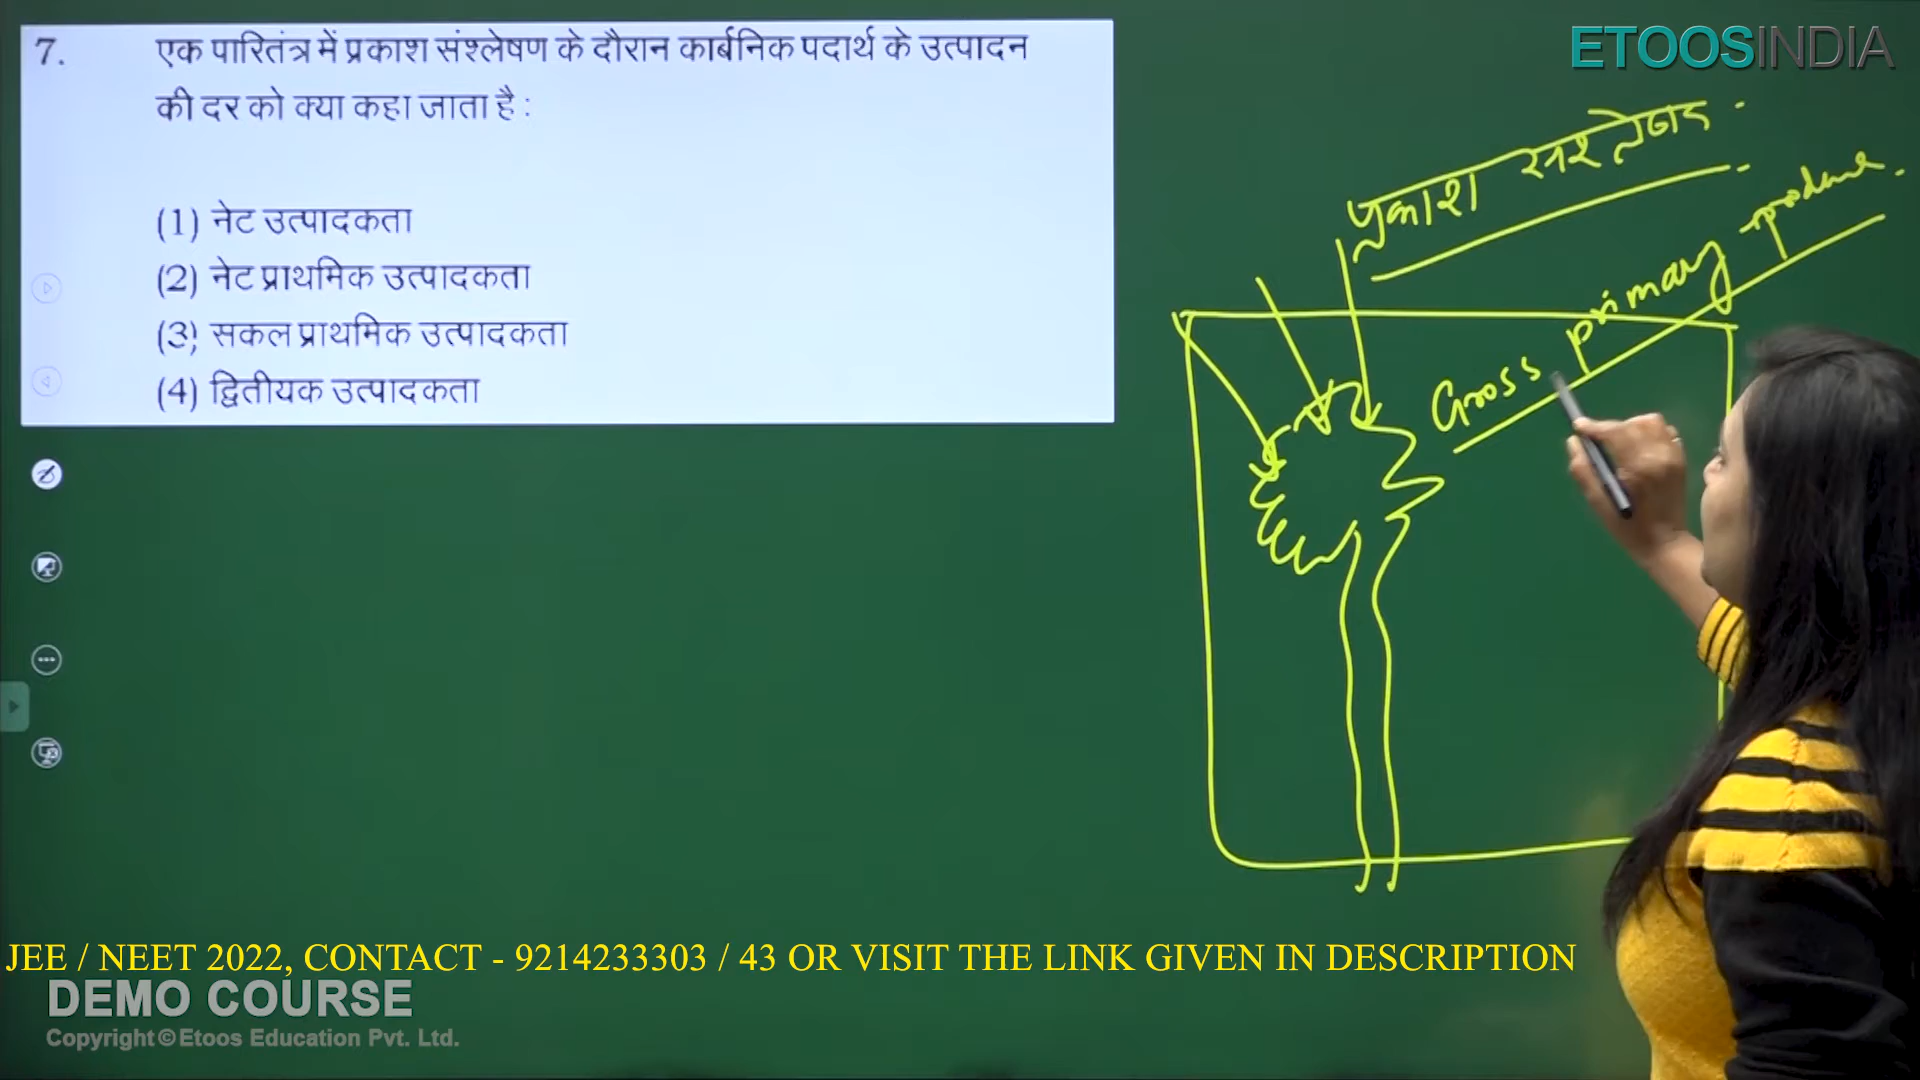 ETOOSINDIA
7. एक पारितंत्र में प्रकाश संश्लेषण के दौरान कार्बनिक पदार्थ के उत्पादन
की दर को क्या कहा जाता है :
(1) नेट उत्पादकता
(2) नेट प्राथमिक उत्पादकता
(3) सकल प्राथमिक उत्पादकता
(4) द्वितीयक उत्पादकता
प्रकाश
Gross primary
JEE / NEET 2022, CONTACT - 9214233303 / 43 OR VISIT THE LINK GIVEN IN DESCRIPTION
DEMO COURSE
Copyright © Etoos Education Pvt. Ltd.